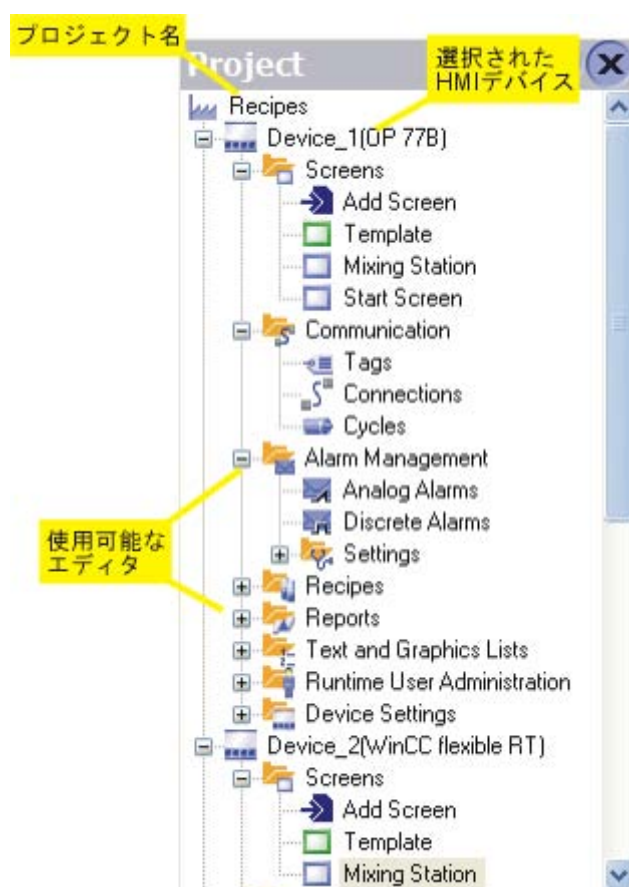 プロジェクト名
Project
選択された
HMIデバイス
Recipes
Device_1(OP 77B)
Screens
Add Screen
Template
Mixing Station
Start Screen
Communication
Tags
Connections
Cycles
Alarm Management
Analog Alarms
Discrete Alarms
使用可能な
エディタ
Settings
Recipes
Reports
Text and Graphics Lists
Runtime User Administration
Device Settings
Device_2(WinCC flexible RT)
Screens
Add Screen
Template
Mixing Station